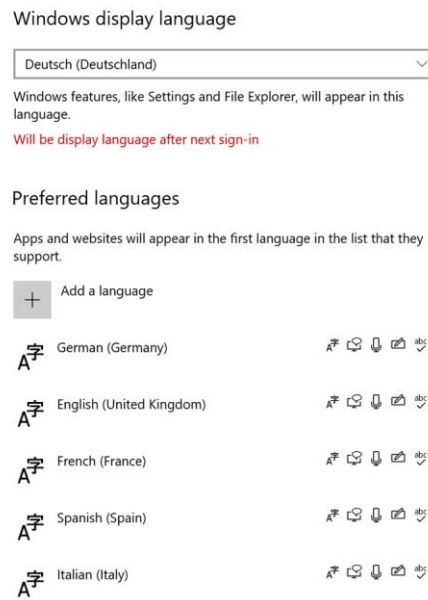 Windows display language
Deutsch (Deutschland)
Windows features, like Settings and File Explorer, will appear in this
language.
Will be display language after next sign-in
Preferred languages
Apps and websites will appear in the first language in the list that they
support.
Add a language
German (Germany)
English (United Kingdom)
French (France)
Spanish (Spain)
Italian (Italy)